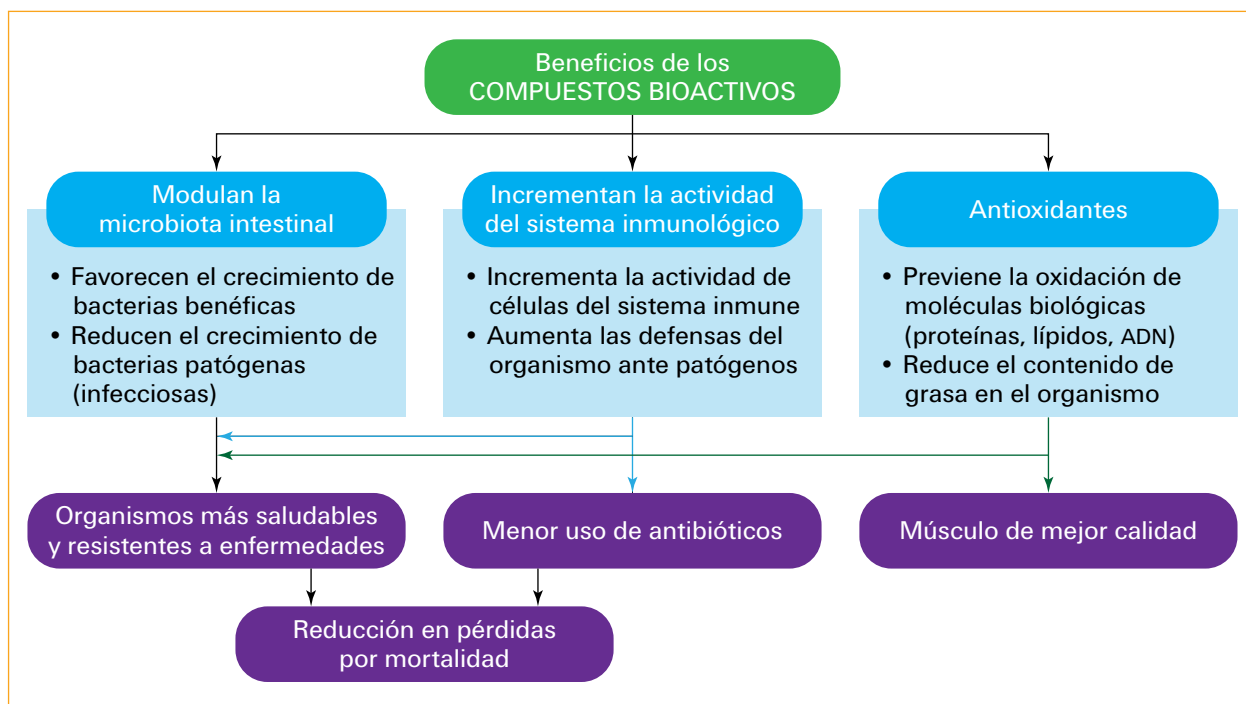 Beneficios de los
COMPUESTOS BIOACTIVOS
Modulan la
microbiota intestinal
• Favorecen el crecimiento de
bacterias benéficas
• Reducen el crecimiento de
bacterias patógenas
(infecciosas)
Incrementan la actividad
del sistema inmunológico
• Incrementa la actividad de
células del sistema inmune
• Aumenta las defensas del
organismo ante patógenos
Antioxidantes
• Previene la oxidación de
moléculas biológicas
(proteínas, lípidos, ADN)
• Reduce el contenido de
grasa en el organismo
Organismos más saludables
y resistentes a enfermedades
Menor uso de antibióticos
Músculo de mejor calidad
Reducción en pérdidas
por mortalidad